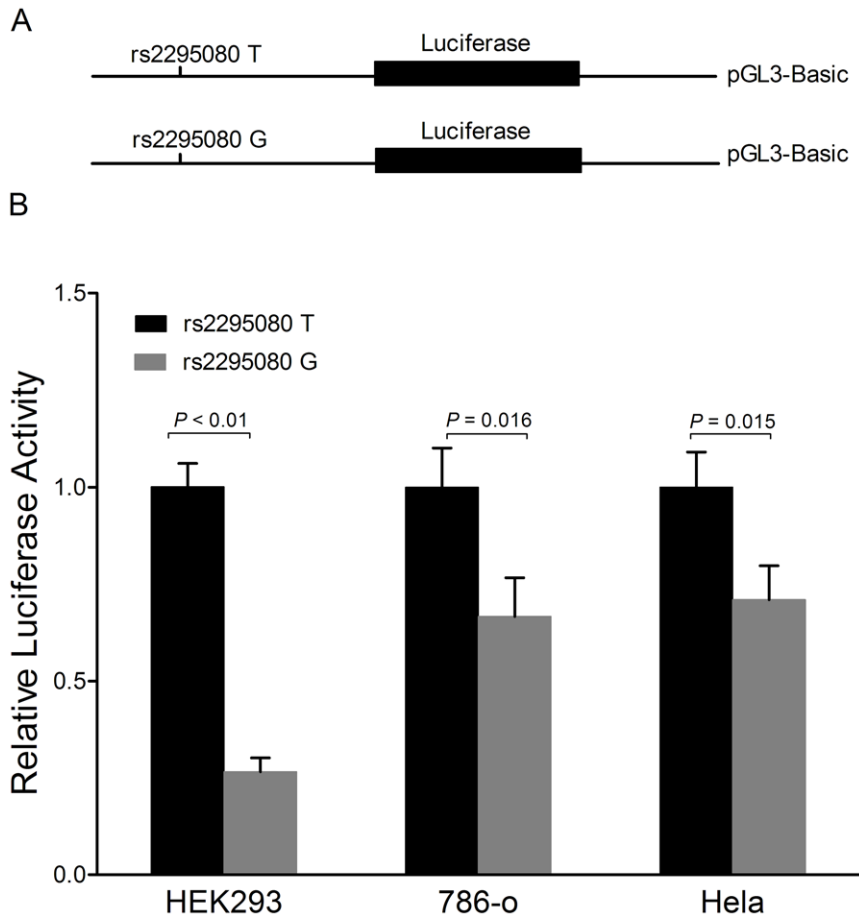 A
rs2295080 T
Luciferase
pGL3-Basic
rs2295080 G
Luciferase
pGL3-Basic
B
Relative Luciferase Activity
1.5
1.0
0.5
0.0
rs2295080 T
rs2295080 G
P < 0.01
P = 0.016
P = 0.015
HEK293
786-o
Hela